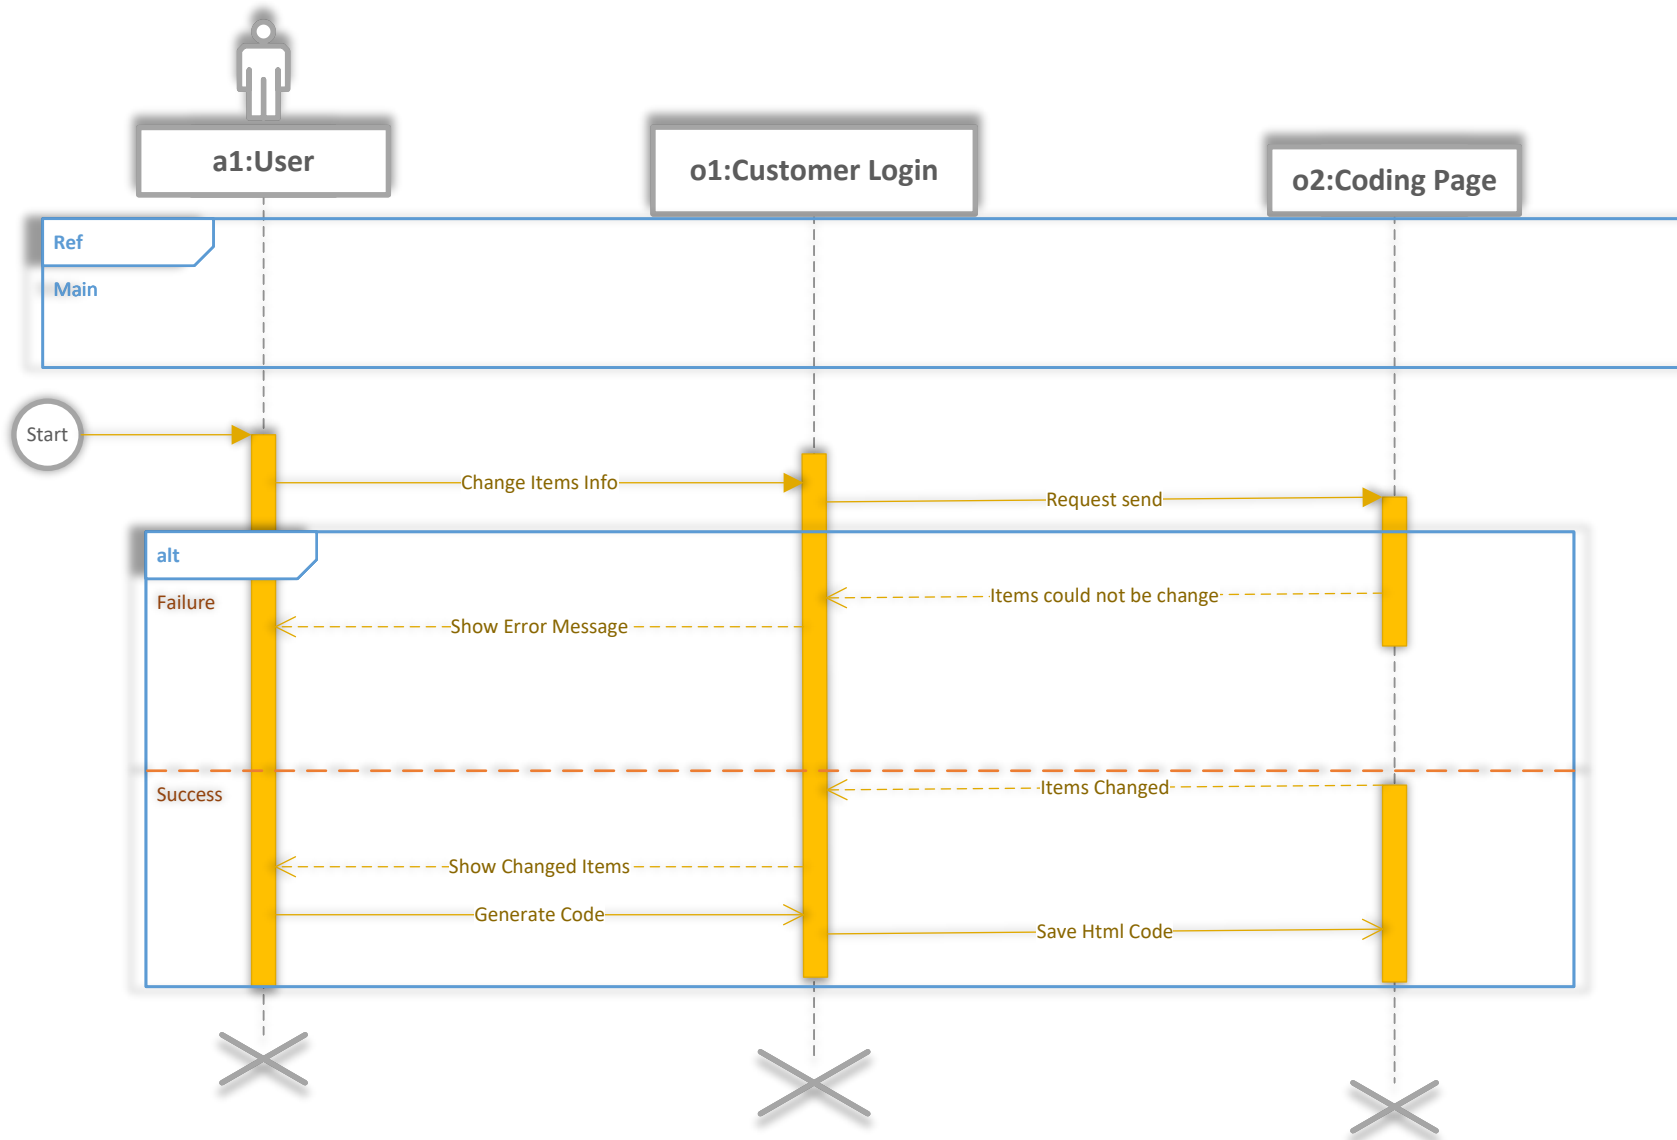 a1:User
o1:Customer Login
o2:Coding Page
Ref
Main
Start
Change Items Info
Request send
alt
Items could not be change
Failure
Show Error Message
Items Changed
Success
Show Changed Items
Generate Code
Save Html Code